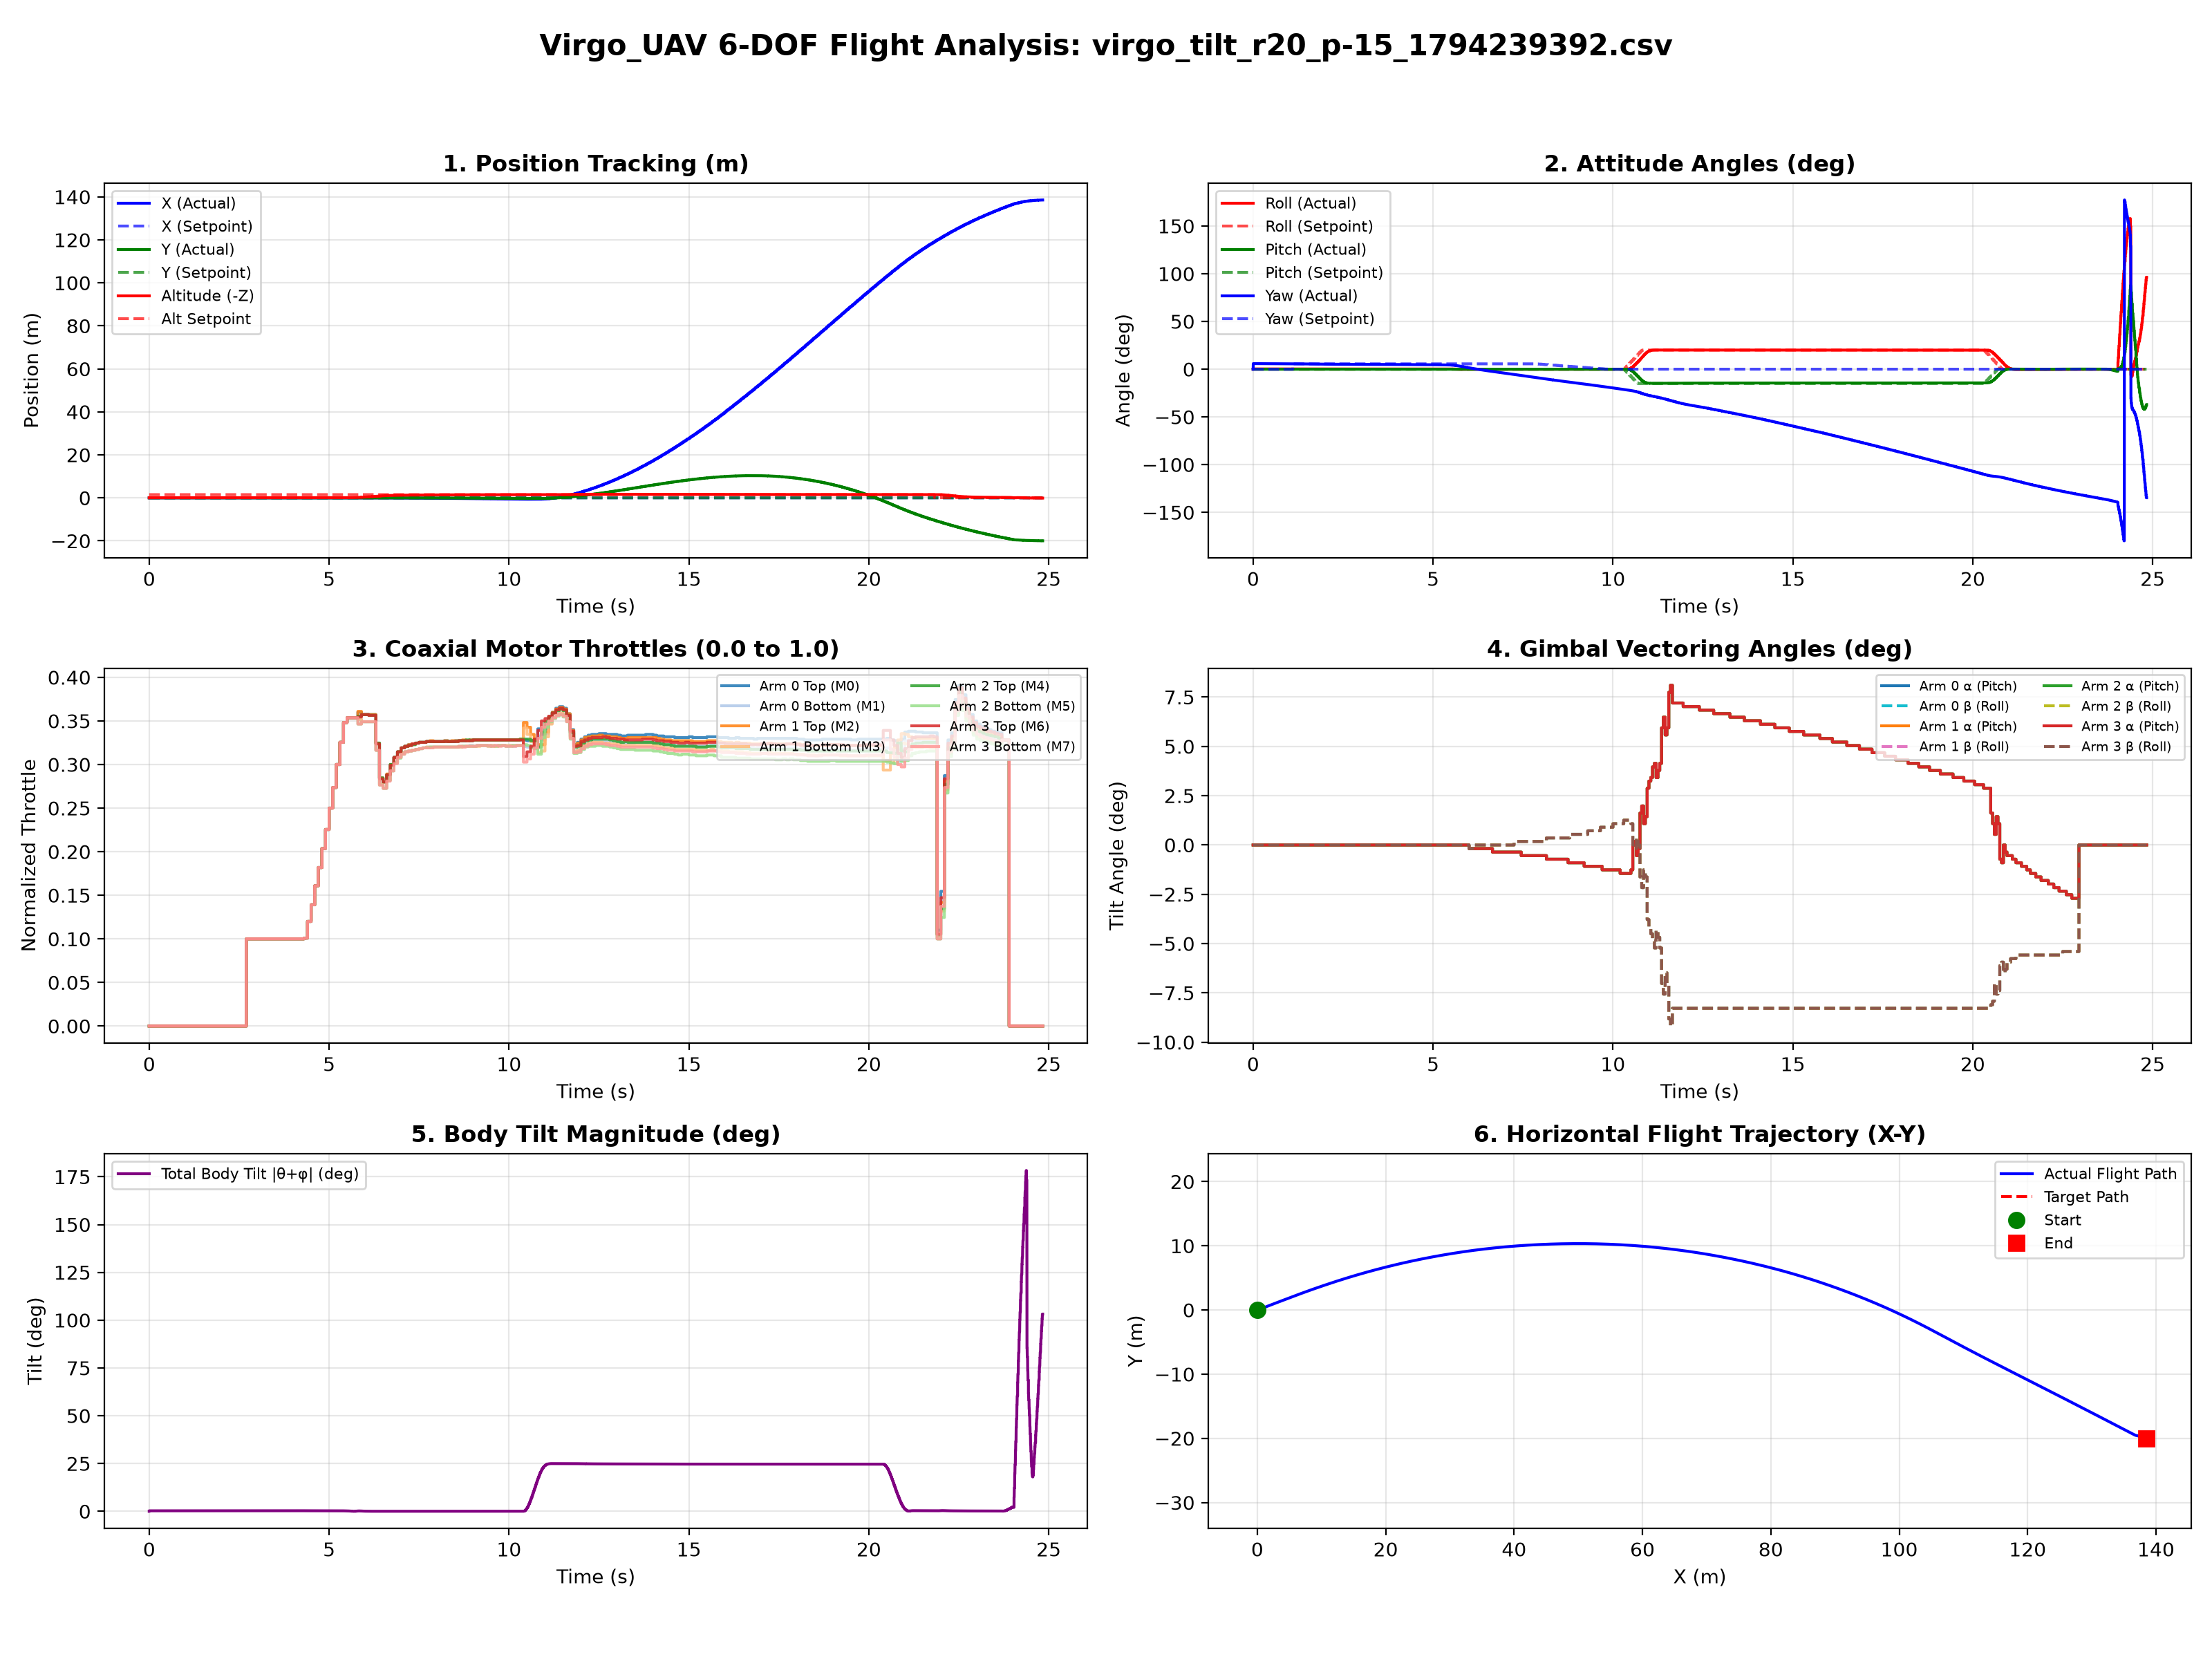 Virgo_UAV 6-DOF Flight Analysis: virgo_tilt_r20_p-15_1794239392.csv
1. Position Tracking (m)
X (Actual)
X (Setpoint)
Y (Actual)
Y (Setpoint)
Altitude (-Z)
Alt Setpoint
140
120
100
80
60
40
20
0
−20
Position (m)
0 5 10 15 20 25
Time (s)
2. Attitude Angles (deg)
Roll (Actual)
Roll (Setpoint)
Pitch (Actual)
Pitch (Setpoint)
Yaw (Actual)
Yaw (Setpoint)
150
100
50
0
−50
−100
−150
Angle (deg)
0 5 10 15 20 25
Time (s)
3. Coaxial Motor Throttles (0.0 to 1.0)
Arm 0 Top (M0) Arm 2 Top (M4)
Arm 0 Bottom (M1) Arm 2 Bottom (M5)
Arm 1 Top (M2) Arm 3 Top (M6)
Arm 1 Bottom (M3) Arm 3 Bottom (M7)
0.40
0.35
0.30
0.25
0.20
0.15
0.10
0.05
0.00
Normalized Throttle
0 5 10 15 20 25
Time (s)
4. Gimbal Vectoring Angles (deg)
Arm 0 α (Pitch) Arm 2 α (Pitch)
Arm 0 β (Roll) Arm 2 β (Roll)
Arm 1 α (Pitch) Arm 3 α (Pitch)
Arm 1 β (Roll) Arm 3 β (Roll)
7.5
5.0
2.5
0.0
−2.5
−5.0
−7.5
−10.0
Tilt Angle (deg)
0 5 10 15 20 25
Time (s)
5. Body Tilt Magnitude (deg)
Total Body Tilt |θ+φ| (deg)
175
150
125
100
75
50
25
0
Tilt (deg)
0 5 10 15 20 25
Time (s)
6. Horizontal Flight Trajectory (X-Y)
Actual Flight Path
Target Path
Start
End
20
10
0
−10
−20
−30
Y (m)
0 20 40 60 80 100 120 140
X (m)